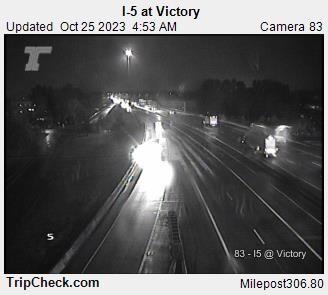 I-5 at Victory
Updated Oct 25 2023 4:53 AM Camera 83
T
S
83 - I5 @ Victory
TripCheck.com Milepost306.80